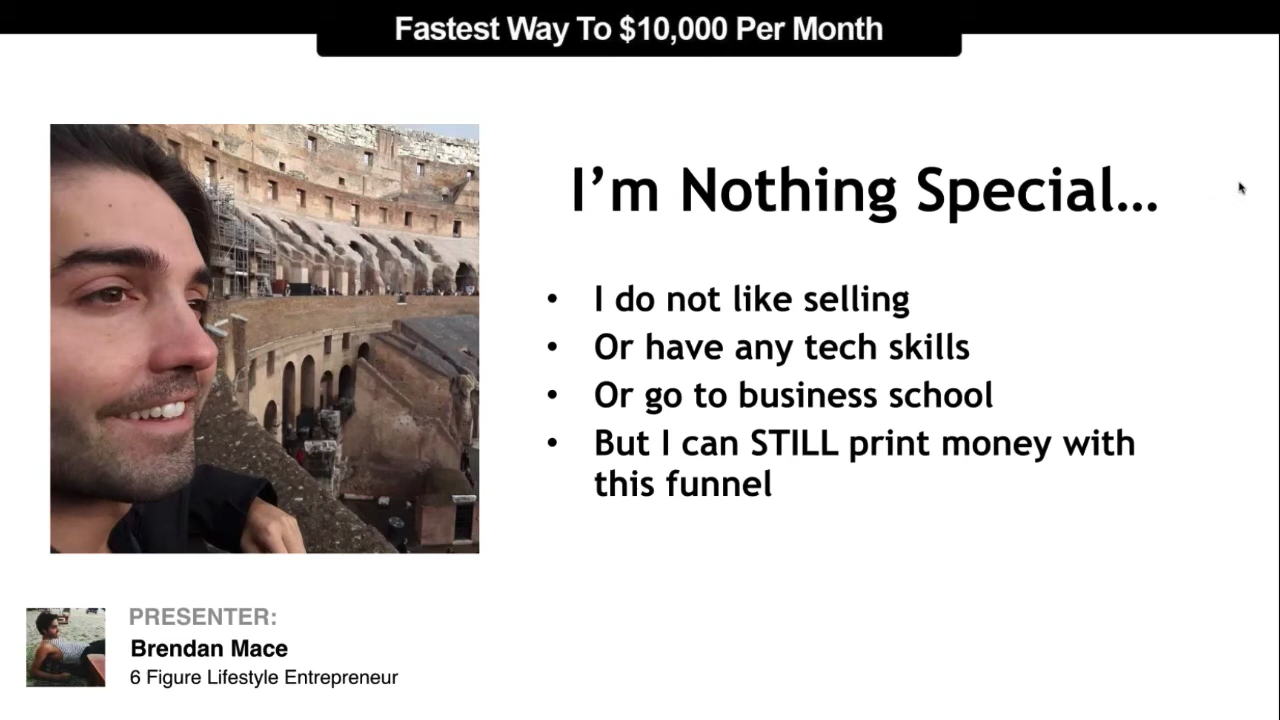 Fastest Way To $10,000 Per Month
I’m Nothing Special...
• I do not like selling
• Or have any tech skills
• Or go to business school
• But I can STILL print money with
this funnel
PRESENTER:
Brendan Mace
6 Figure Lifestyle Entrepreneur